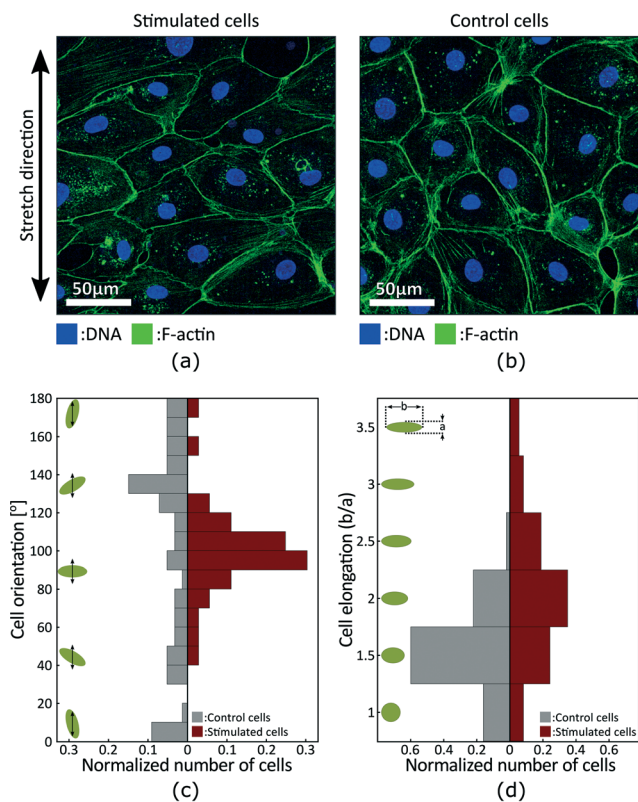 Stimulated cells
Control cells
Stretch direction
50µm
50µm
:DNA :F-actin
:DNA :F-actin
(a)
(b)
Cell orientation [°]
180
160
140
120
100
80
60
40
20
0
:Control cells
:Stimulated cells
0.3 0.2 0.1 0 0.1 0.2 0.3
Normalized number of cells
(c)
Cell elongation (b/a)
b
a
3.5
3
2.5
2
1.5
1
:Control cells
:Stimulated cells
0.6 0.4 0.2 0 0.2 0.4 0.6
Normalized number of cells
(d)